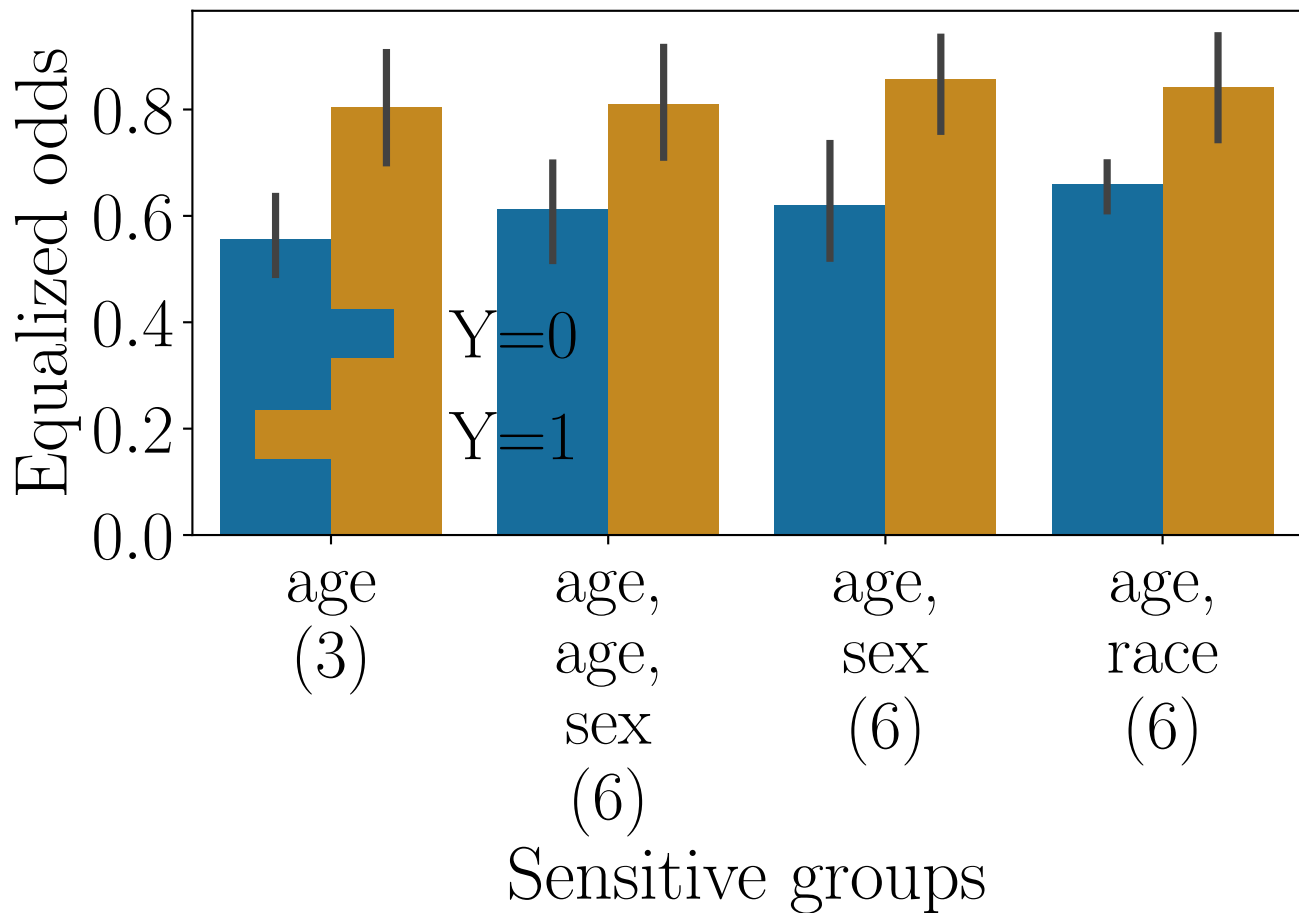 Equalized odds
0.8
0.6
0.4
0.2
0.0
Y=0
Y=1
age
(3)
age,
age,
sex
(6)
age,
sex
(6)
age,
race
(6)
Sensitive groups